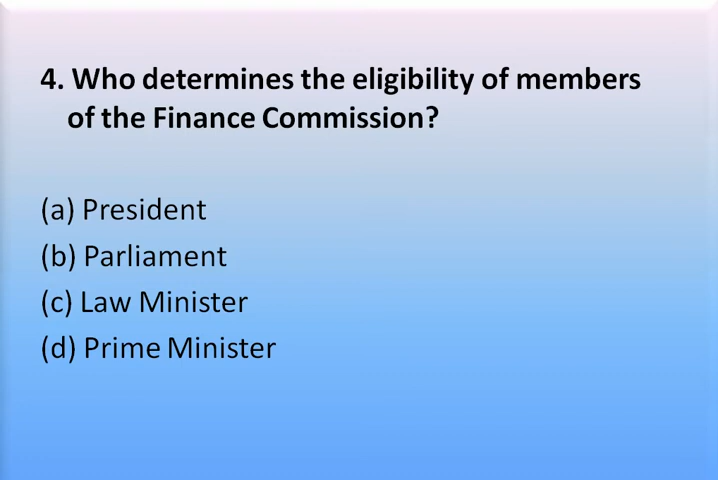 4. Who determines the eligibility of members
of the Finance Commission?
(a) President
(b) Parliament
(c) Law Minister
(d) Prime Minister